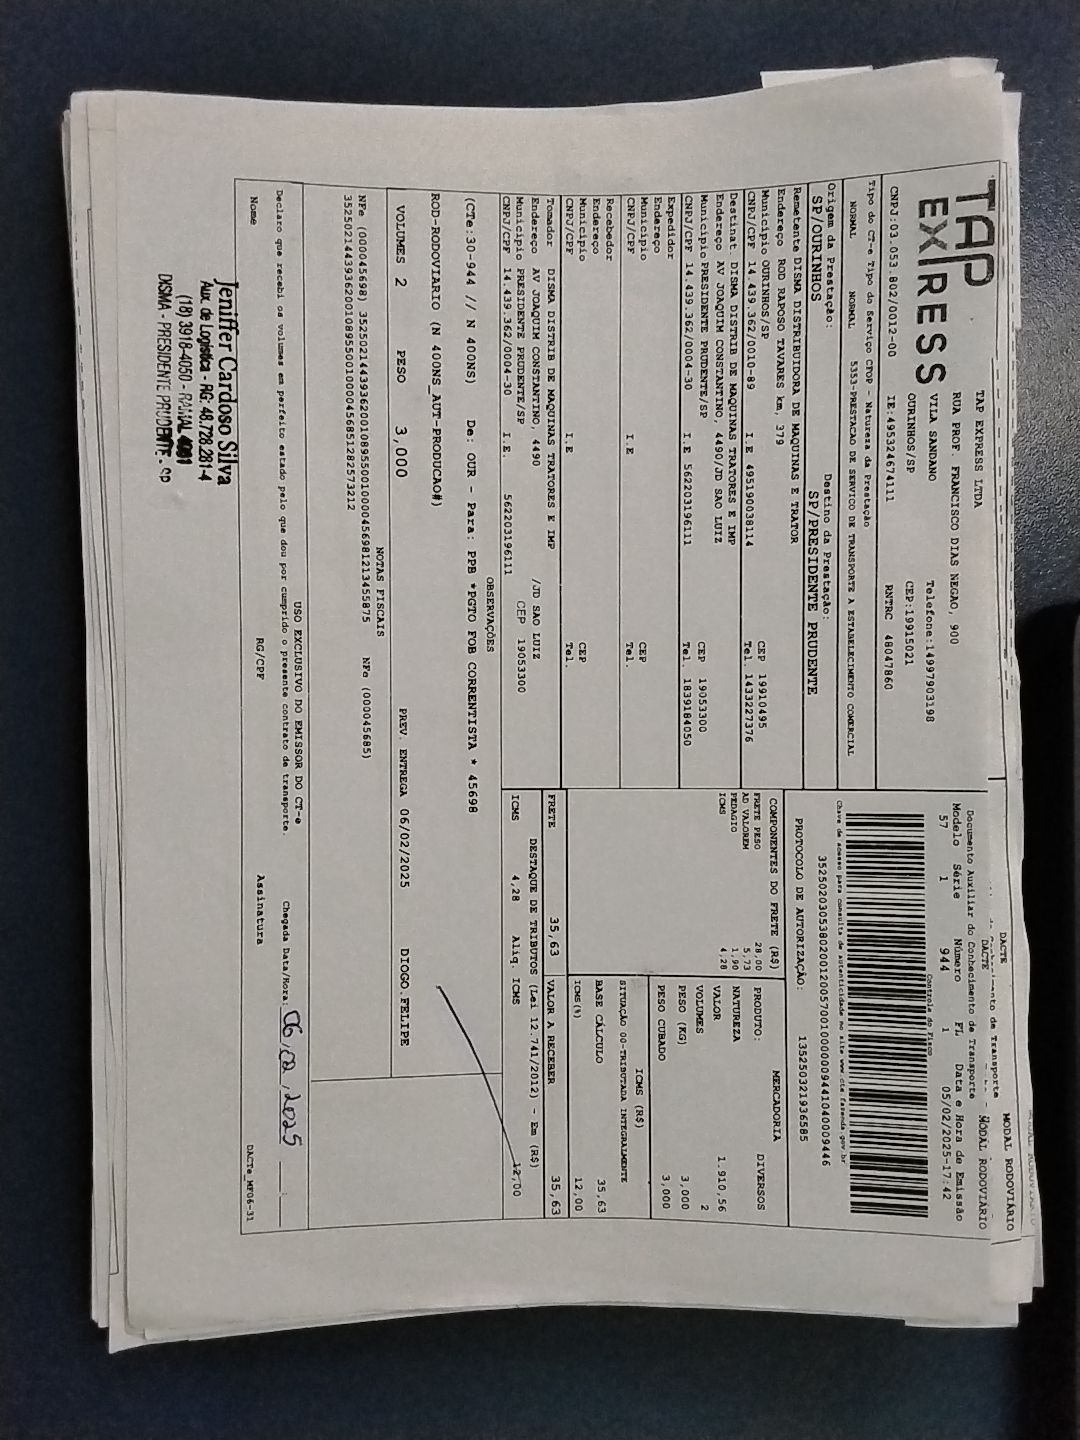 TAP
EXPRESS
TAP EXPRESS LTDA
RUA PROF. FRANCISCO DIAS NEGAO, 900
VILA SANDANO Telefone:14997903198
OURINHOS/SP CEP:19915021
CNPJ:03.053.802/0012-00 IE:495324674111 RNTRC 48047860
DACTE MODAL RODOVIÁRIO
DACTE - MODAL RODOVIÁRIO
Documento Auxiliar do Conhecimento de Transporte
Modelo Série Número FL Data e Hora de Emissão
57 1 944 1 05/02/2025-17:42
Controle do Fisco
Chave de acesso para consulta de autenticidade no site www.cte.fazenda.gov.br
35250203053802001200570010000009441040009446
PROTOCOLO DE AUTORIZAÇÃO: 135250321936585
Tipo do CT-e Tipo do Serviço CFOP - Natureza da Prestação
NORMAL NORMAL 5353-PRESTACAO DE SERVICO DE TRANSPORTE A ESTABELECIMENTO COMERCIAL
Origem da Prestação: Destino da Prestação:
SP/OURINHOS SP/PRESIDENTE PRUDENTE
Remetente DISMA DISTRIBUIDORA DE MAQUINAS E TRATOR
Endereço ROD RAPOSO TAVARES km, 379
Município OURINHOS/SP CEP 19910495
CNPJ/CPF 14.439.362/0010-89 I.E 495190038114 Tel. 1433227376
Destinat. DISMA DISTRIB DE MAQUINAS TRATORES E IMP
Endereço AV JOAQUIM CONSTANTINO, 4490/JD SAO LUIZ
Município PRESIDENTE PRUDENTE/SP CEP 19053300
CNPJ/CPF 14.439.362/0004-30 I.E 562203196111 Tel. 1839184050
Expedidor
Endereço
Município CEP
CNPJ/CPF I.E Tel.
Recebedor
Endereço
Município CEP
CNPJ/CPF I.E Tel.
Tomador DISMA DISTRIB DE MAQUINAS TRATORES E IMP
Endereço AV JOAQUIM CONSTANTINO, 4490 /JD SAO LUIZ
Município PRESIDENTE PRUDENTE/SP CEP 19053300
CNPJ/CPF 14.439.362/0004-30 I.E. 562203196111
COMPONENTES DO FRETE (R$)
FRETE PESO 28,00
AD VALOREM 5,73
PEDAGIO 1,90
ICMS 4,28
MERCADORIA
PRODUTO: DIVERSOS
NATUREZA
VALOR 1.910,56
VOLUMES 2
PESO (KG) 3,000
PESO CUBADO 3,000
ICMS (R$)
SITUAÇÃO 00-TRIBUTADA INTEGRALMENTE
BASE CÁLCULO 35,63
ICMS(%) 12,00
FRETE 35,63 VALOR A RECEBER 35,63
DESTAQUE DE TRIBUTOS (Lei 12.741/2012) - Em (R$)
ICMS 4,28 Aliq. ICMS 12,00
OBSERVAÇÕES
(CTe:30-944 // N 400NS) De: OUR - Para: PPB *PGTO FOB CORRENTISTA * 45698
ROD-RODOVIARIO (N 400NS_AUT-PRODUCAO#)
VOLUMES 2 PESO 3,000 PREV. ENTREGA 06/02/2025 DIOGO.FELIPE
NOTAS FISCAIS
NFe (000045698) 35250214439362001089550010000456981213455875 NFe (000045685)
35250214439362001089550010000456851282573212
USO EXCLUSIVO DO EMISSOR DO CT-e
Declaro que recebi os volumes em perfeito estado pelo que dou por cumprido o presente contrato de transporte. Chegada Data/Hora: 06/02/2025
Nome RG/CPF Assinatura
DACTe_MF06-31
Jeniffer Cardoso Silva
Aux. de Logística - RG: 48.728.281-4
(18) 3918-4050 - RAMAL
DISMA - PRESIDENTE PRUDENTE - SP